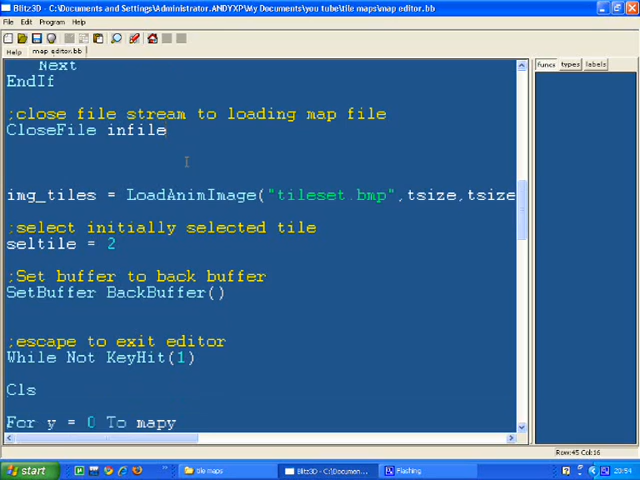 Blitz3D - C:\Documents and Settings\ANDYXP\My Documents\you tube\tile maps\map editor.bb
File Edit Program Help
Help map editor.bb
funcs types labels
Next
EndIf
;close file stream to loading map file
CloseFile infile
img_tiles = LoadAnimImage("tileset.bmp",tsize,tsize
;select initially selected tile
seltile = 2
;Set buffer to back buffer
SetBuffer BackBuffer()
;escape to exit editor
While Not KeyHit(1)
Cls
For y = 0 To mapy
Row:45 Col:16
start tile maps Blitz3D - C:\Document... Flashing 20:54